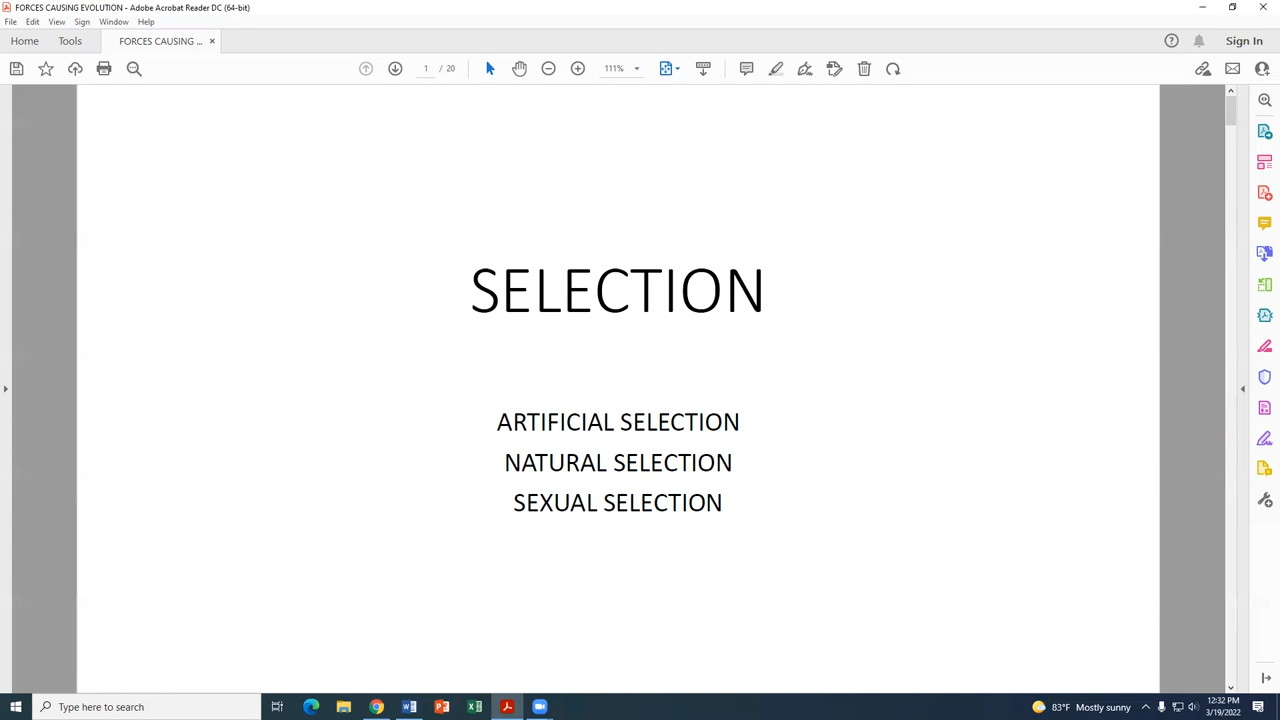 FORCES CAUSING EVOLUTION - Adobe Acrobat Reader DC (64-bit)
File Edit View Sign Window Help
Home Tools FORCES CAUSING ... × Sign In
1 / 20 111%
SELECTION
ARTIFICIAL SELECTION
NATURAL SELECTION
SEXUAL SELECTION
Type here to search
83°F Mostly sunny
12:32 PM
3/19/2022